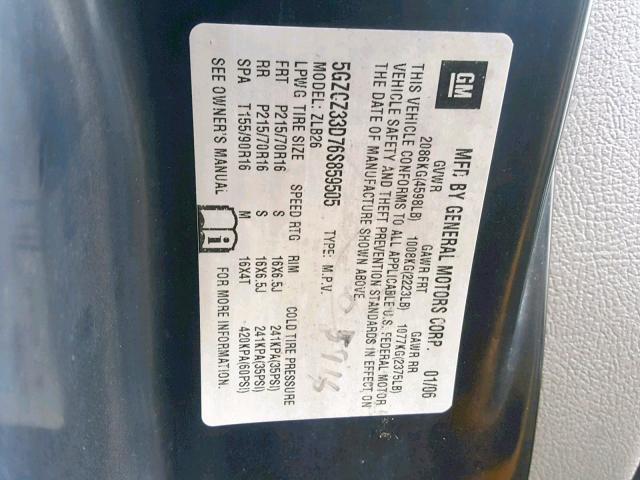 GM
MFD BY GENERAL MOTORS CORP. 01/06
GVWR GAWR FRT GAWR RR
2086KG(4598LB) 1008KG(2223LB) 1077KG(2375LB)
THIS VEHICLE CONFORMS TO ALL APPLICABLE U.S. FEDERAL MOTOR
VEHICLE SAFETY AND THEFT PREVENTION STANDARDS IN EFFECT ON
THE DATE OF MANUFACTURE SHOWN ABOVE.
5GZCZ33D76S859505 TYPE: M.P.V.
MODEL: ZLB26
LPWG TIRE SIZE SPEED RTG RIM COLD TIRE PRESSURE
FRT P215/70R16 S 16X6.5J 241KPA(35PSI)
RR P215/70R16 S 16X6.5J 241KPA(35PSI)
SPA T155/90R16 M 16X4T 420KPA(60PSI)
SEE OWNER'S MANUAL i FOR MORE INFORMATION.